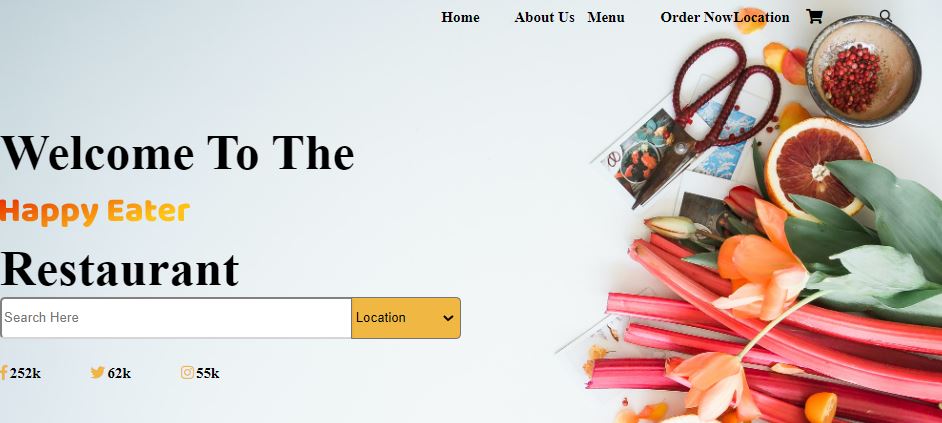 Home About Us Menu Order NowLocation
Welcome To The
Happy Eater
Restaurant
Search Here Location
252k 62k 55k